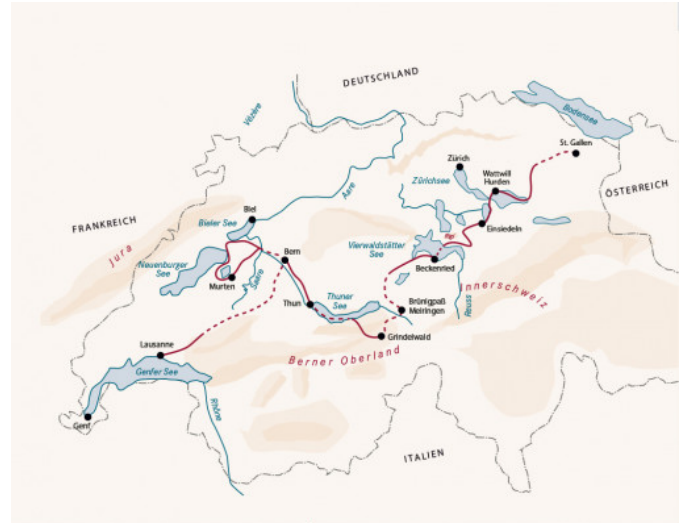 DEUTSCHLAND
Vézère
Bodensee
St. Gallen
Zürich
Wattwill
Hurden
Zürichsee
ÖSTERREICH
Aare
FRANKREICH
Biel
Bieler See
Jura
Rigi
Einsiedeln
Vierwaldstätter
See
Bern
Neuenburger
See
Saane
Murten
Beckenried
Innerschweiz
Reuss
Thun
Thuner
See
Brünigpaß
Meiringen
Grindelwald
Lausanne
Berner Oberland
Genfer See
Rhône
Genf
ITALIEN